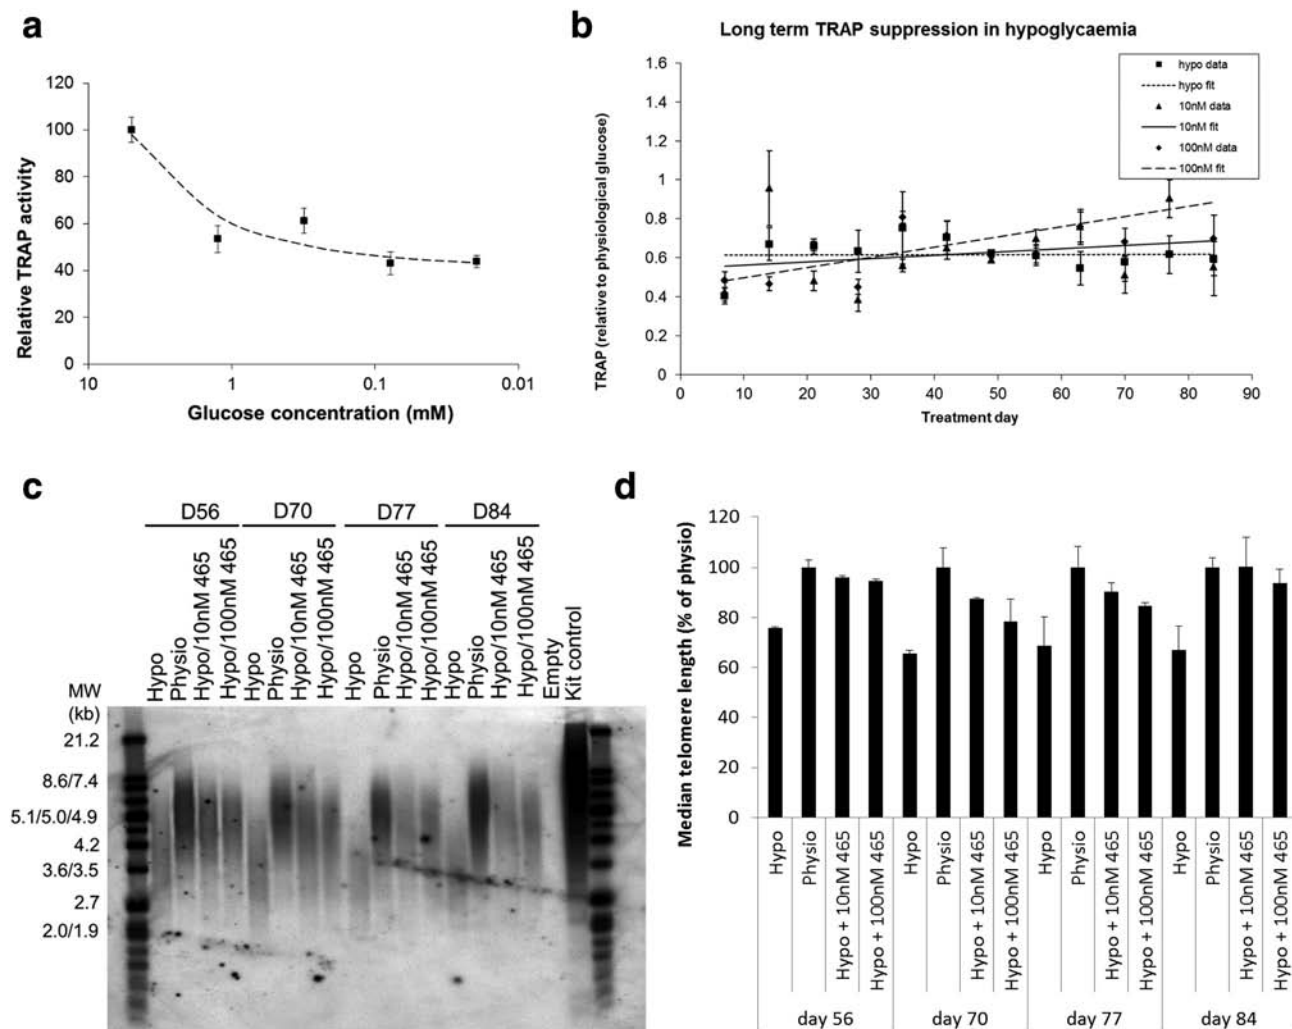 a
120
100
80
60
40
20
0
Relative TRAP activity
10
1
0.1
0.01
Glucose concentration (mM)
b
Long term TRAP suppression in hypoglycaemia
1.6
1.4
1.2
1
0.8
0.6
0.4
0.2
0
TRAP (relative to physiological glucose)
hypo data
hypo fit
10nM data
10nM fit
100nM data
100nM fit
0
10
20
30
40
50
60
70
80
90
Treatment day
c
D56
D70
D77
D84
Hypo
Physio
Hypo/10nM 465
Hypo/100nM 465
Hypo
Physio
Hypo/10nM 465
Hypo/100nM 465
Hypo
Physio
Hypo/10nM 465
Hypo/100nM 465
Hypo
Physio
Hypo/10nM 465
Hypo/100nM 465
Empty
Kit control
MW
(kb)
21.2
8.6/7.4
5.1/5.0/4.9
4.2
3.6/3.5
2.7
2.0/1.9
d
120
100
80
60
40
20
0
Median telomere length (% of physio)
Hypo
Physio
Hypo + 10nM 465
Hypo + 100nM 465
Hypo
Physio
Hypo + 10nM 465
Hypo + 100nM 465
Hypo
Physio
Hypo + 10nM 465
Hypo + 100nM 465
Hypo
Physio
Hypo + 10nM 465
Hypo + 100nM 465
day 56
day 70
day 77
day 84